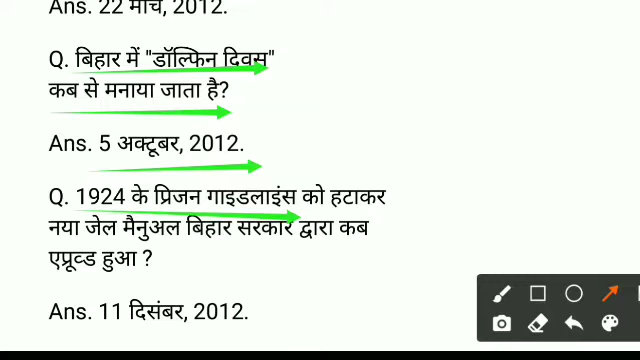 Ans. 22 मार्च, 2012.
Q. बिहार में "डॉल्फिन दिवस"
कब से मनाया जाता है?
Ans. 5 अक्टूबर, 2012.
Q. 1924 के प्रिजन गाइडलाइंस को हटाकर
नया जेल मैनुअल बिहार सरकार द्वारा कब
एप्रूव्ड हुआ ?
Ans. 11 दिसंबर, 2012.